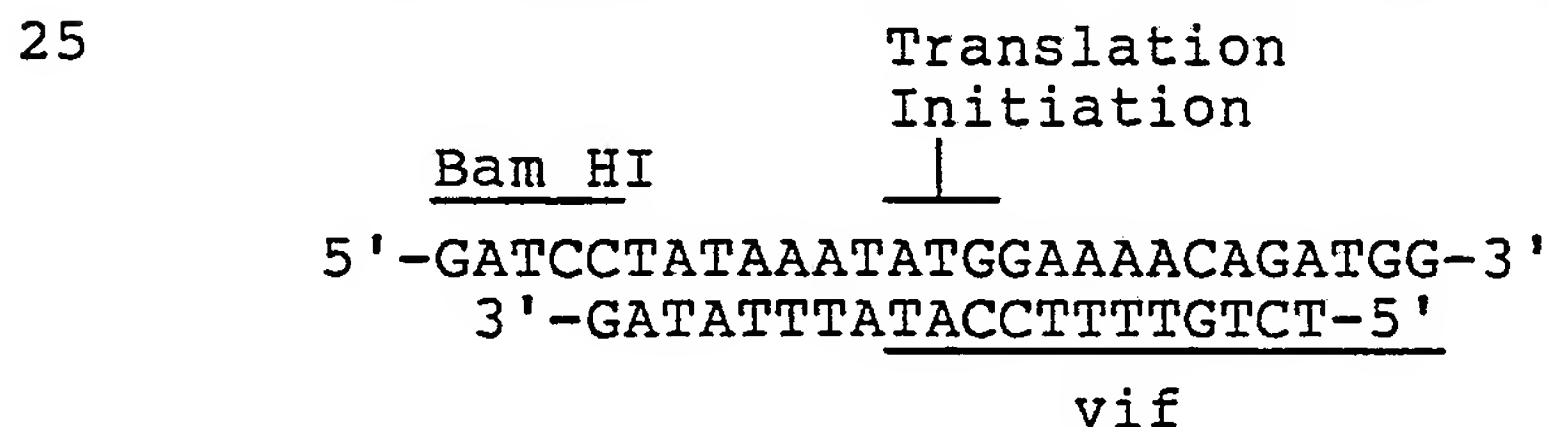 25 Translation
Initiation
Bam HI
5'-GATCCTATAAATATGGAAAACAGATGG-3'
3'-GATATTTATACCTTTTGTCT-5'
vif